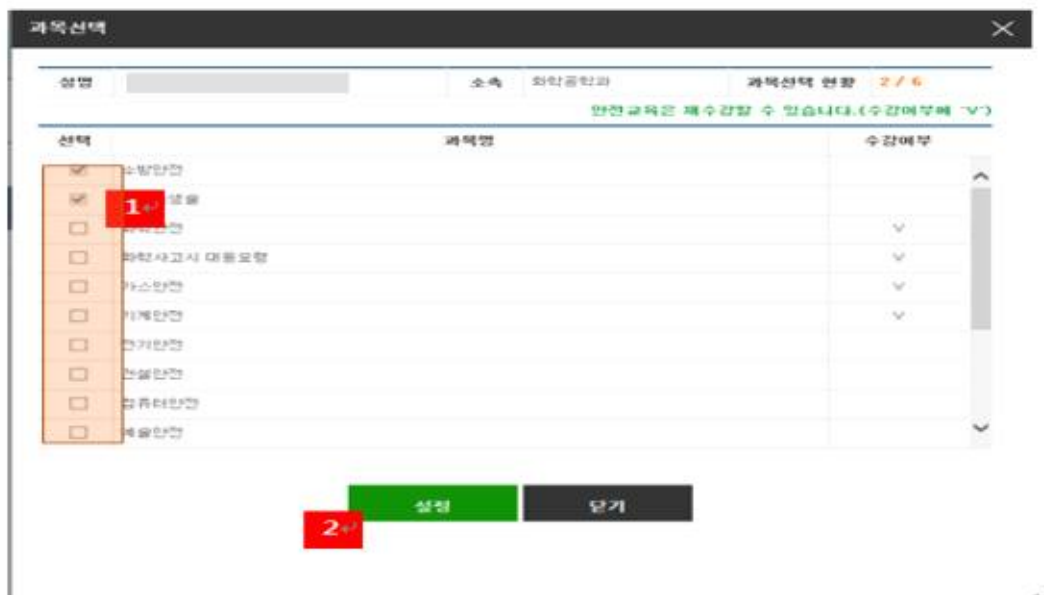 과목선택
성명 소속 화학공학과 과목선택 현황 2 / 6
안전교육은 재수강할 수 있습니다.(수강여부에 "V")
선택 과목명 수강여부
소방안전
1
V
화학사고시 대응요령 V
가스안전 V
기계안전 V
전기안전
건설안전
컴퓨터안전
예술안전
설정 닫기
2